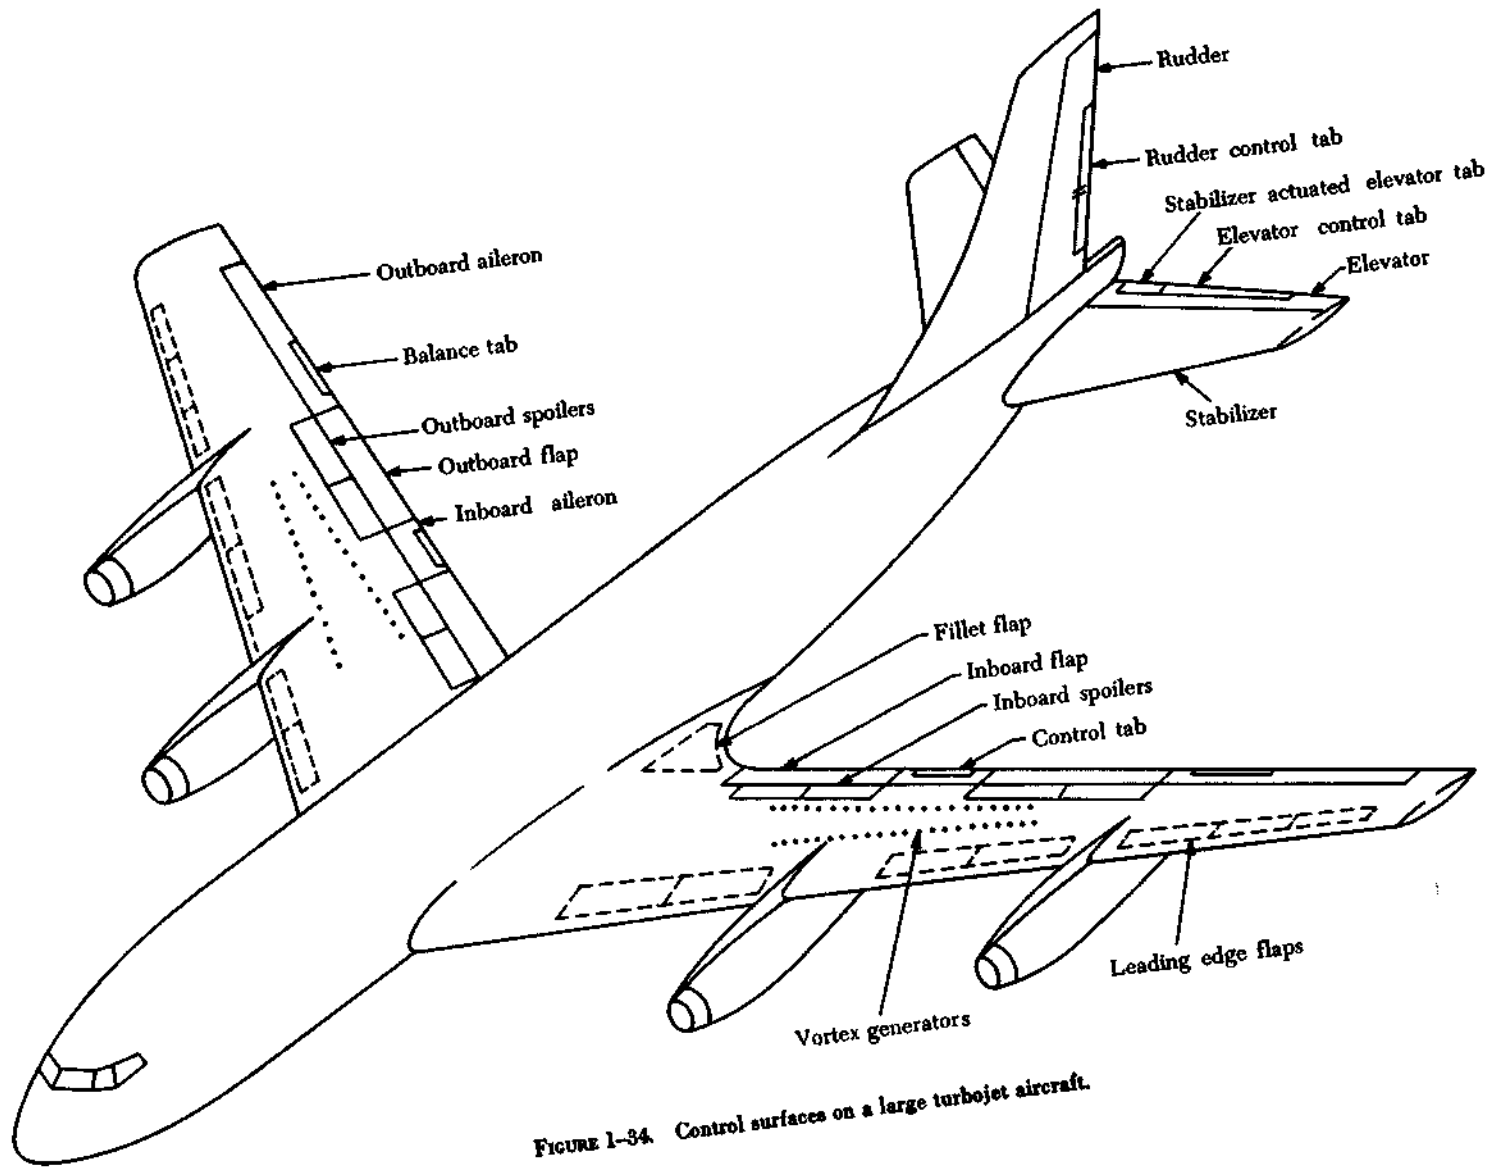 Rudder
Rudder control tab
Stabilizer actuated elevator tab
Elevator control tab
Elevator
Stabilizer
Outboard aileron
Balance tab
Outboard spoilers
Outboard flap
Inboard aileron
Fillet flap
Inboard flap
Inboard spoilers
Control tab
Leading edge flaps
Vortex generators
FIGURE 1–34. Control surfaces on a large turbojet aircraft.